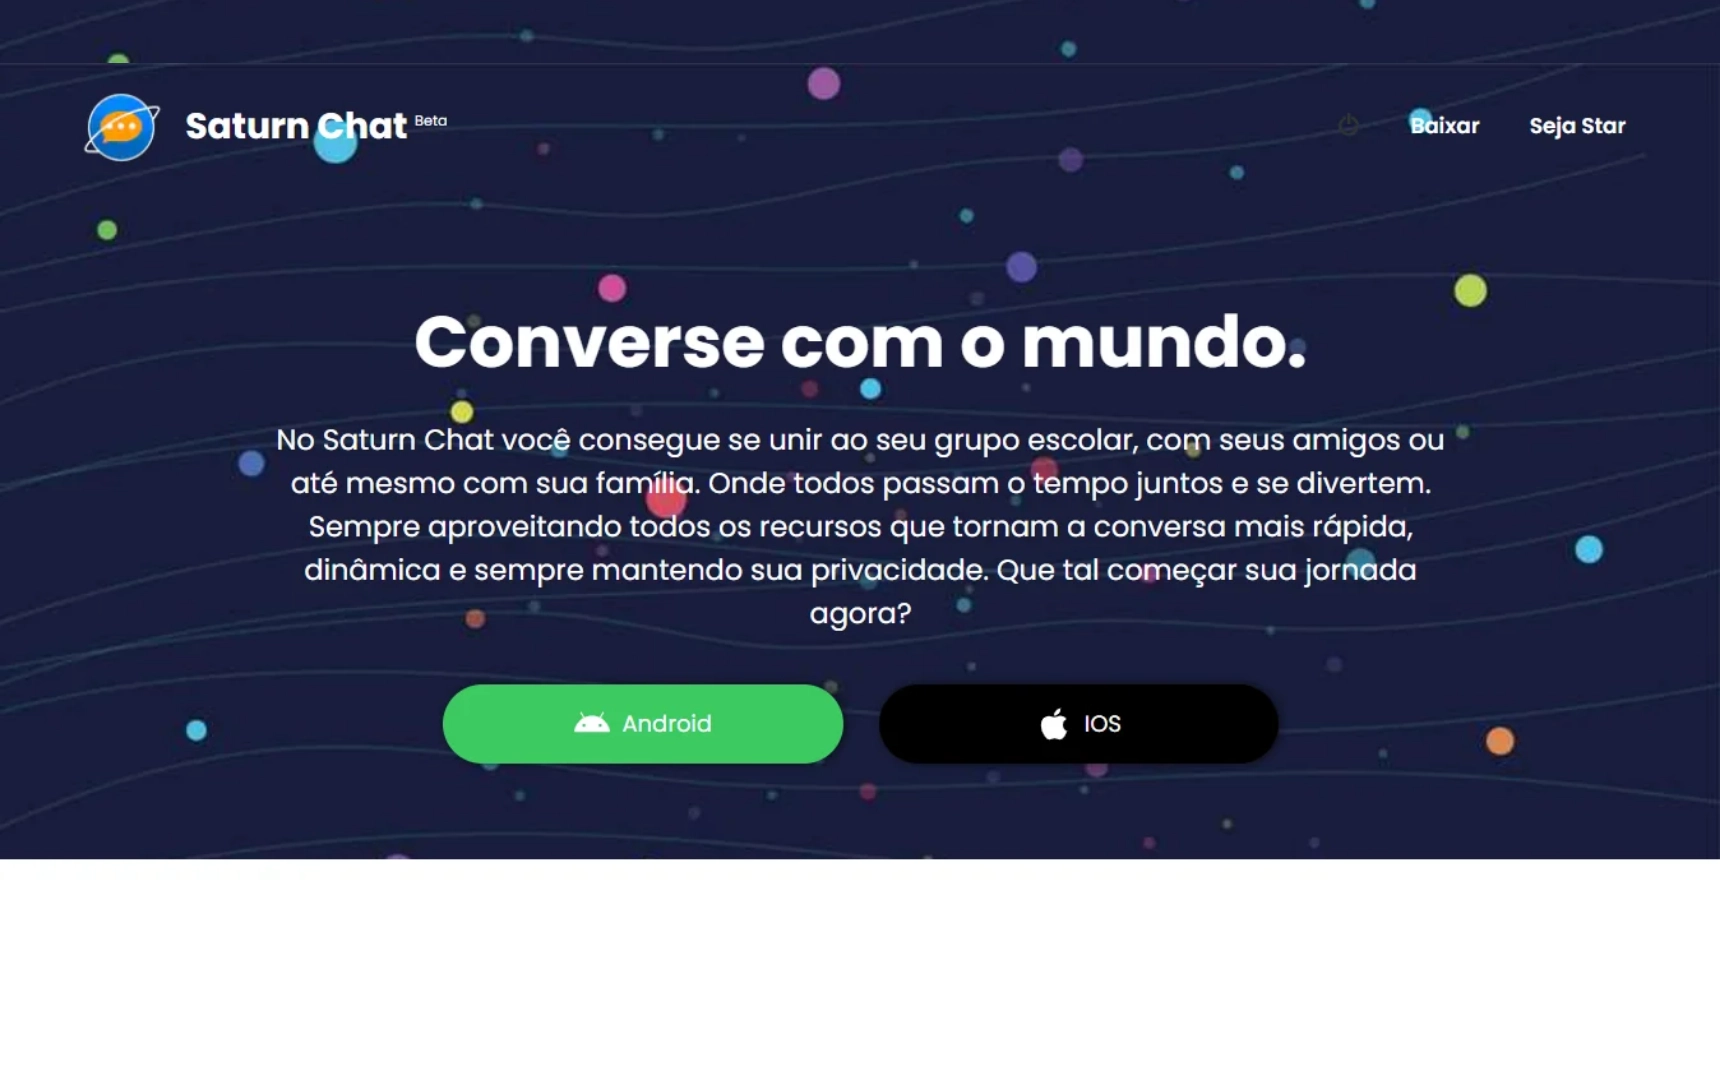 Saturn Chat Beta
Baixar
Seja Star
Converse com o mundo.
No Saturn Chat você consegue se unir ao seu grupo escolar, com seus amigos ou
até mesmo com sua família. Onde todos passam o tempo juntos e se divertem.
Sempre aproveitando todos os recursos que tornam a conversa mais rápida,
dinâmica e sempre mantendo sua privacidade. Que tal começar sua jornada
agora?
Android
IOS